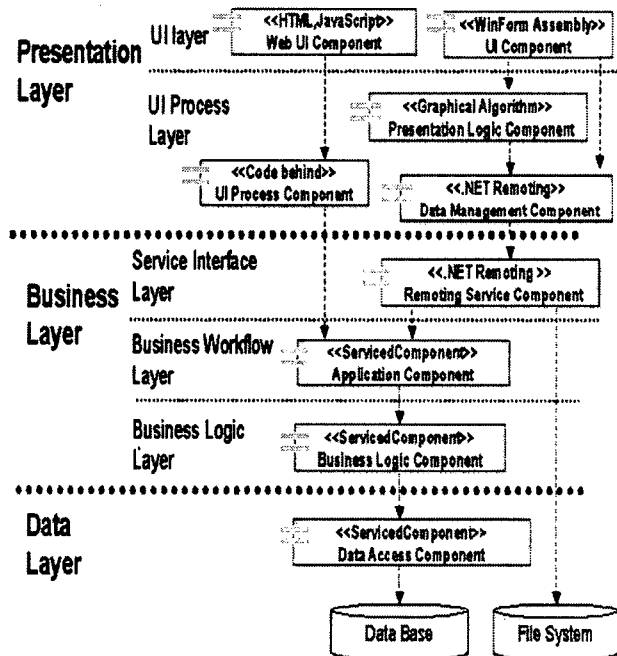 <<HTML,JavaScript>>
Web UI Component
<<WinForm Assembly>>
UI Component
UI layer
Presentation
Layer
UI Process
Layer
<<Graphical Algorithm>>
Presentation Logic Component
<<Code behind>>
UI Process Component
<<.NET Remoting>>
Data Management Component
Service Interface
Layer
<<.NET Remoting >>
Remoting Service Component
Business
Layer
Business Workflow
Layer
<<ServicedComponent>>
Application Component
Business Logic
Layer
<<ServicedComponent>>
Business Logic Component
Data
Layer
<<ServicedComponent>>
Data Access Component
Data Base
File System